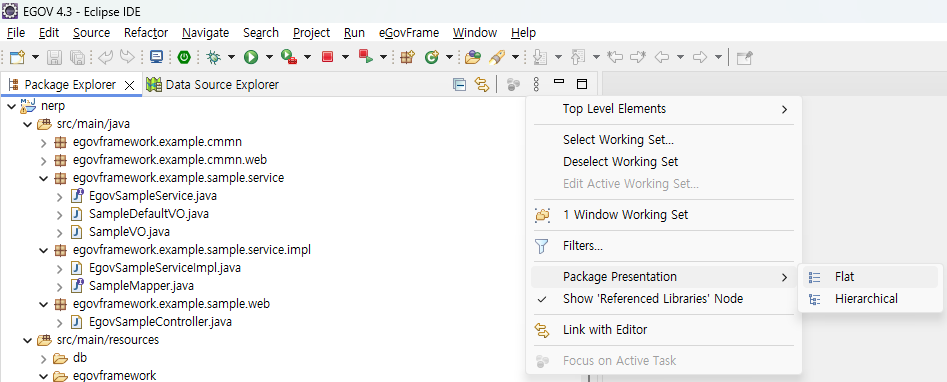 EGOV 4.3 - Eclipse IDE
File Edit Source Refactor Navigate Search Project Run eGovFrame Window Help
Package Explorer Data Source Explorer
nerp
src/main/java
egovframework.example.cmmn
egovframework.example.cmmn.web
egovframework.example.sample.service
EgovSampleService.java
SampleDefaultVO.java
SampleVO.java
egovframework.example.sample.service.impl
EgovSampleServiceImpl.java
SampleMapper.java
egovframework.example.sample.web
EgovSampleController.java
src/main/resources
db
egovframework
Top Level Elements
Select Working Set...
Deselect Working Set
Edit Active Working Set...
1 Window Working Set
Filters...
Package Presentation
Show 'Referenced Libraries' Node
Link with Editor
Focus on Active Task
Flat
Hierarchical